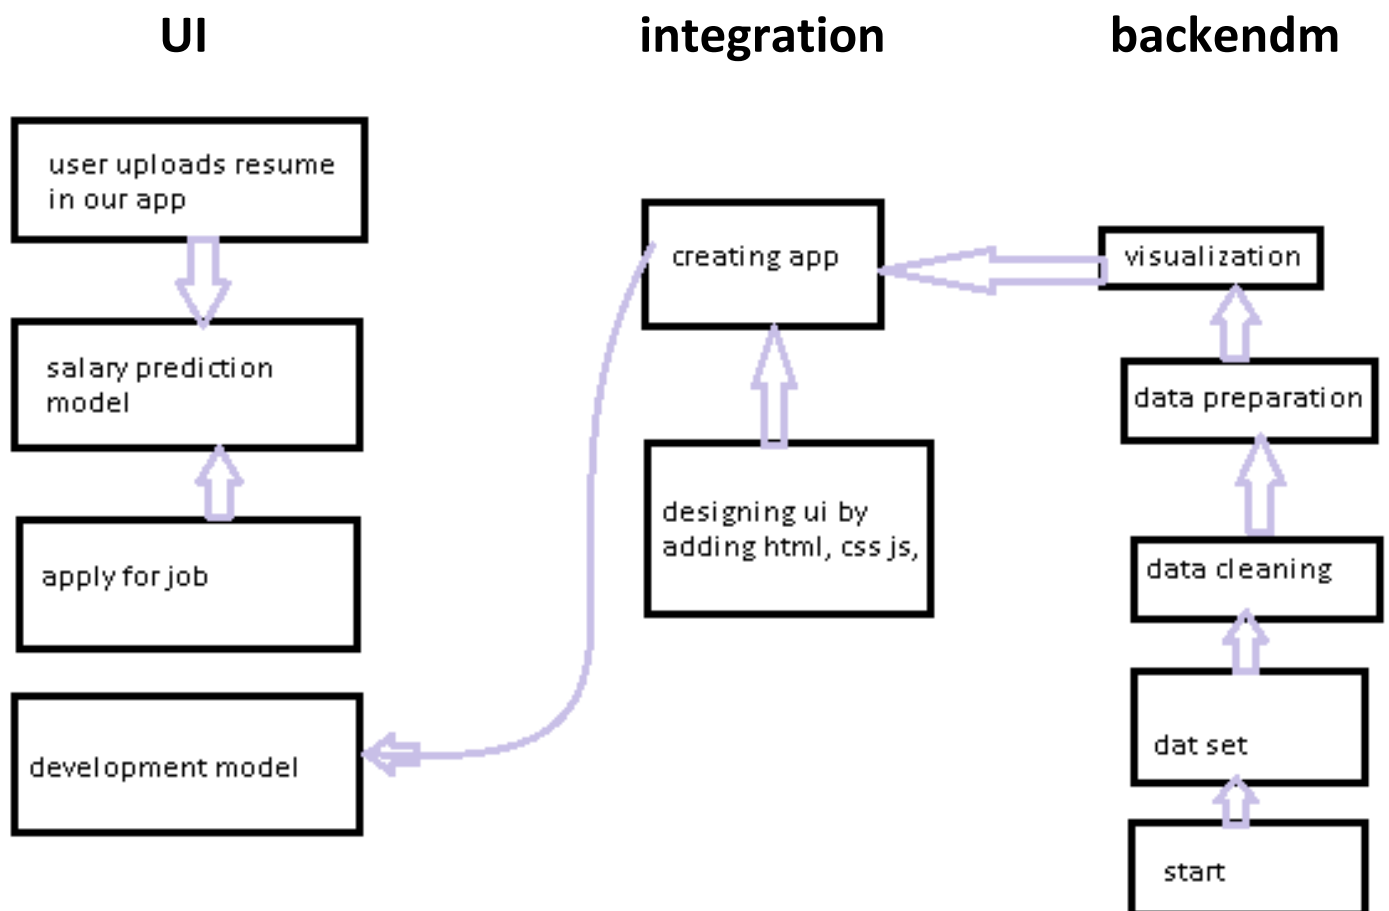 UI
integration
backendm
user uploads resume
in our app
salary prediction
model
apply for job
development model
creating app
designing ui by
adding html, css js,
visualization
data preparation
data cleaning
dat set
start